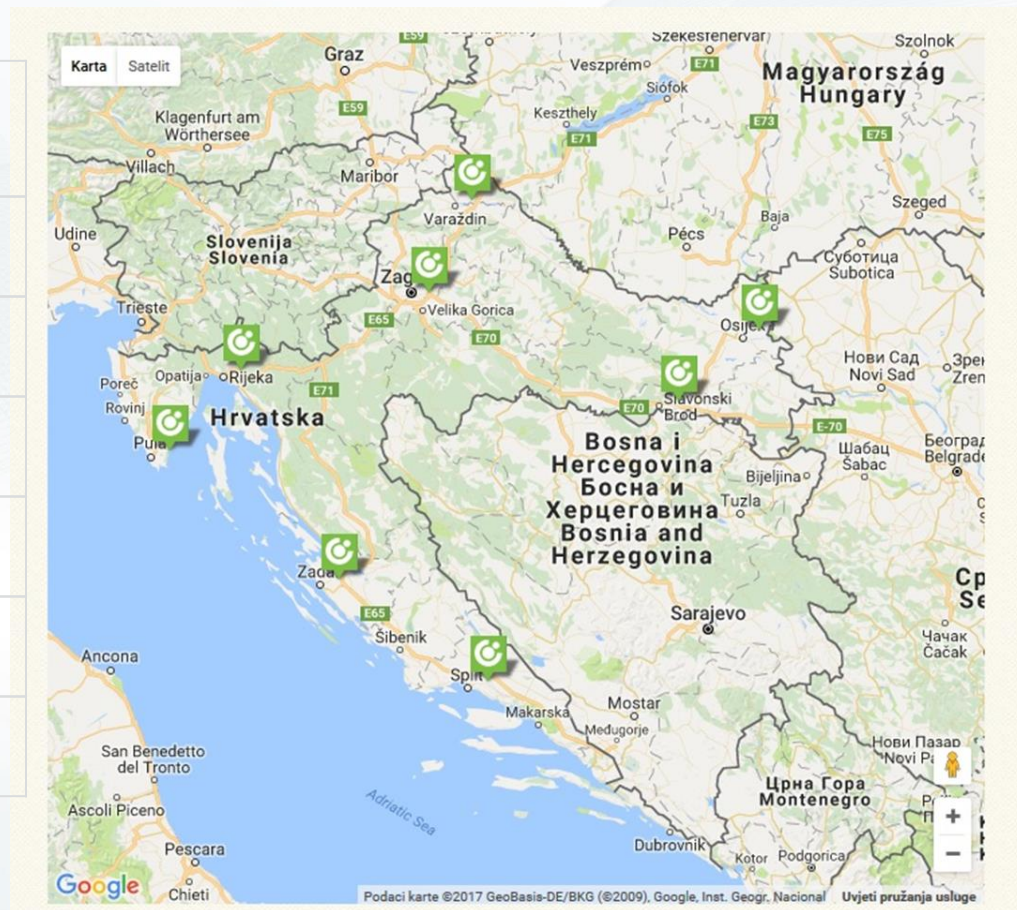 Karta
Satelit
Graz
E59
E59
Székesfehérvár
Szolnok
Veszprém
E71
Siófok
Magyarország
Hungary
Klagenfurt am
Wörthersee
Keszthely
E71
E73
E75
Villach
Maribor
Varaždin
Baja
Szeged
Udine
Slovenija
Slovenia
Pécs
Суботица
Subotica
Zag
Trieste
E65
Velika Gorica
E70
Osijek
Нови Сад
Novi Sad
Opatija
Rijeka
Poreč
E71
Rovinj
Hrvatska
E70
Slavonski
Brod
E-70
Pula
Bosna i
Hercegovina
Босна и
Херцеговина
Bosnia and
Herzegovina
Шабац
Šabac
Београд
Belgrade
Bijeljina
Tuzla
Zada
E65
Šibenik
Sarajevo
Ср
Se
Чачак
Čačak
Ancona
Split
Makarska
Mostar
Međugorje
San Benedetto
del Tronto
Нови Пазар
Novi Pa
Ascoli Piceno
Adriatic Sea
Црна Гора
Montenegro
Pescara
Dubrovnik
Kotor
Podgorica
Chieti
Google
Podaci karte ©2017 GeoBasis-DE/BKG (©2009), Google, Inst. Geogr. Nacional
Uvjeti pružanja usluge